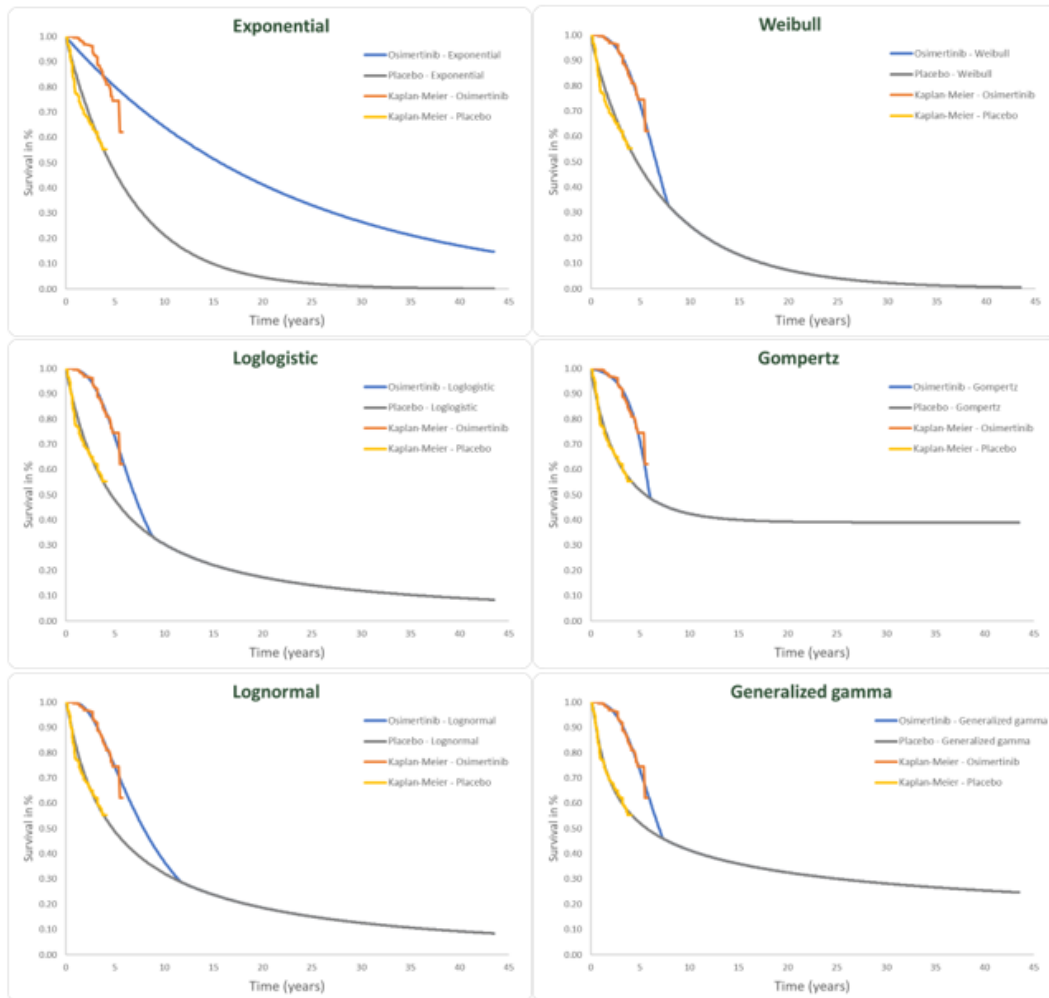 Exponential
Osimertinib - Exponential
Placebo - Exponential
Kaplan-Meier - Osimertinib
Kaplan-Meier - Placebo
Survival in %
1.00
0.90
0.80
0.70
0.60
0.50
0.40
0.30
0.20
0.10
0.00
0 5 10 15 20 25 30 35 40 45
Time (years)
Weibull
Osimertinib - Weibull
Placebo - Weibull
Kaplan-Meier - Osimertinib
Kaplan-Meier - Placebo
Survival in %
1.00
0.90
0.80
0.70
0.60
0.50
0.40
0.30
0.20
0.10
0.00
0 5 10 15 20 25 30 35 40 45
Time (years)
Loglogistic
Osimertinib - Loglogistic
Placebo - Loglogistic
Kaplan-Meier - Osimertinib
Kaplan-Meier - Placebo
Survival in %
1.00
0.90
0.80
0.70
0.60
0.50
0.40
0.30
0.20
0.10
0.00
0 5 10 15 20 25 30 35 40 45
Time (years)
Gompertz
Osimertinib - Gompertz
Placebo - Gompertz
Kaplan-Meier - Osimertinib
Kaplan-Meier - Placebo
Survival in %
1.00
0.90
0.80
0.70
0.60
0.50
0.40
0.30
0.20
0.10
0.00
0 5 10 15 20 25 30 35 40 45
Time (years)
Lognormal
Osimertinib - Lognormal
Placebo - Lognormal
Kaplan-Meier - Osimertinib
Kaplan-Meier - Placebo
Survival in %
1.00
0.90
0.80
0.70
0.60
0.50
0.40
0.30
0.20
0.10
0.00
0 5 10 15 20 25 30 35 40 45
Time (years)
Generalized gamma
Osimertinib - Generalized gamma
Placebo - Generalized gamma
Kaplan-Meier - Osimertinib
Kaplan-Meier - Placebo
Survival in %
1.00
0.90
0.80
0.70
0.60
0.50
0.40
0.30
0.20
0.10
0.00
0 5 10 15 20 25 30 35 40 45
Time (years)